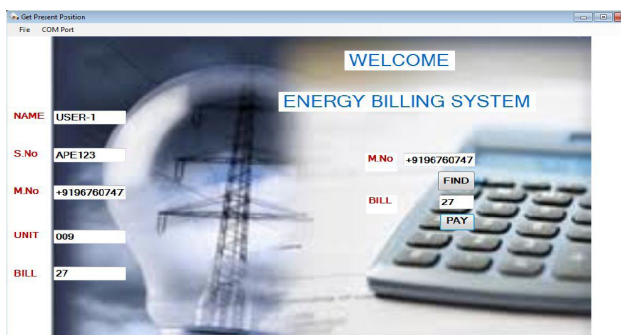 Get Present Position
File COM Port
WELCOME
ENERGY BILLING SYSTEM
NAME USER-1
S.No APE123
M.No +9196760747
UNIT 009
BILL 27
M.No +9196760747
FIND
BILL 27
PAY